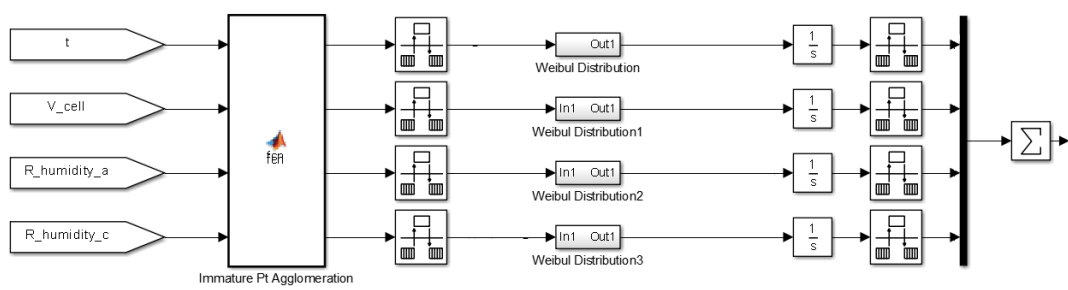 t
V_cell
R_humidity_a
R_humidity_c
fcn
Immature Pt Agglomeration
Out1
Weibul Distribution
In1 Out1
Weibul Distribution1
In1 Out1
Weibul Distribution2
In1 Out1
Weibul Distribution3
1
s
1
s
1
s
1
s
Σ